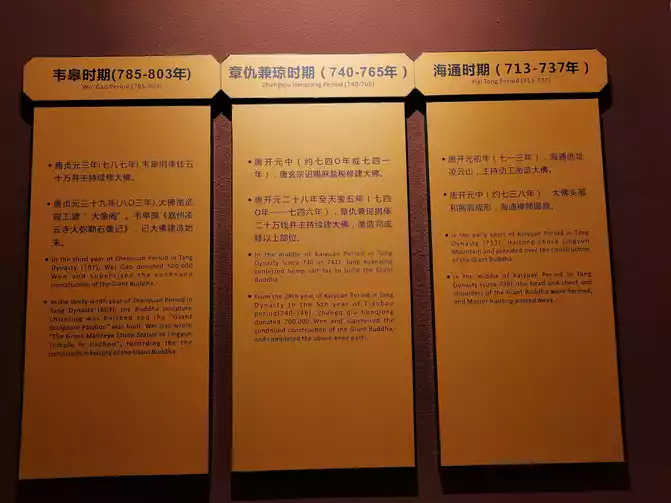 韦皋时期(785-803年)
Wei Gao Period (785-803)
唐贞元三年(七八七年),韦皋捐俸钱五
十万并主持续修大佛。
唐贞元三十九年(八〇三年),大佛凿造
竣工,建“大像阁”,韦皋撰《嘉州凌
云寺大弥勒石像记》 记大佛建造始
末。
In the third year of Zhenyuan Period in Tang
Dynasty (787), Wei Gao donated 500,000
Wen and supervised the continued
construction of the Giant Buddha.
In the thirty-ninth year of Zhenyuan Period in
Tang Dynasty (803), the Buddha sculpture
chiseling was finished and the "Giant
Sculpture Pavilion" was built. Wei Gao wrote
"The Great Maitreya Stone Statue in Lingyun
Temple in Jiazhou", recording the
construction history of the Giant Buddha.
章仇兼琼时期(740-765年)
Zhangqiu Jianqiong Period (740-765)
唐开元中(约七四〇年或七四一
年),唐玄宗诏赐麻盐税修建大佛。
唐开元二十八年至天宝五年(七四
〇年——七四六年),章仇兼琼捐俸
二十万钱并主持续建大佛,凿造完成
膝以上部位。
In the middle of Kaiyuan Period in Tang
Dynasty (circa 740 or 741), Tang Xuanzong
conferred hemp salt tax to build the Giant
Buddha.
From the 28th year of Kaiyuan Period in Tang
Dynasty to the 5th year of Tianbao
period(740-746), Zhang qiu Jianqiong
donated 200,000 Wen and supervised the
continued construction of the Giant Buddha,
and completed the above-knee parts.
海通时期(713-737年)
Hai Tong Period (713-737)
唐开元初年(七一三年),海通选址
凌云山,主持动工凿造大佛。
唐开元中(约七三八年) 大佛头部
和胸肩成形,海通禅师圆寂。
In the early years of Kaiyuan Period in Tang
Dynasty (713), Haitong chose Lingyun
Mountain and presided over the construction
of the Giant Buddha.
In the middle of Kaiyuan Period in Tang
Dynasty (circa 738), the head and chest and
shoulders of the Giant Buddha were formed,
and Master Haitong passed away.